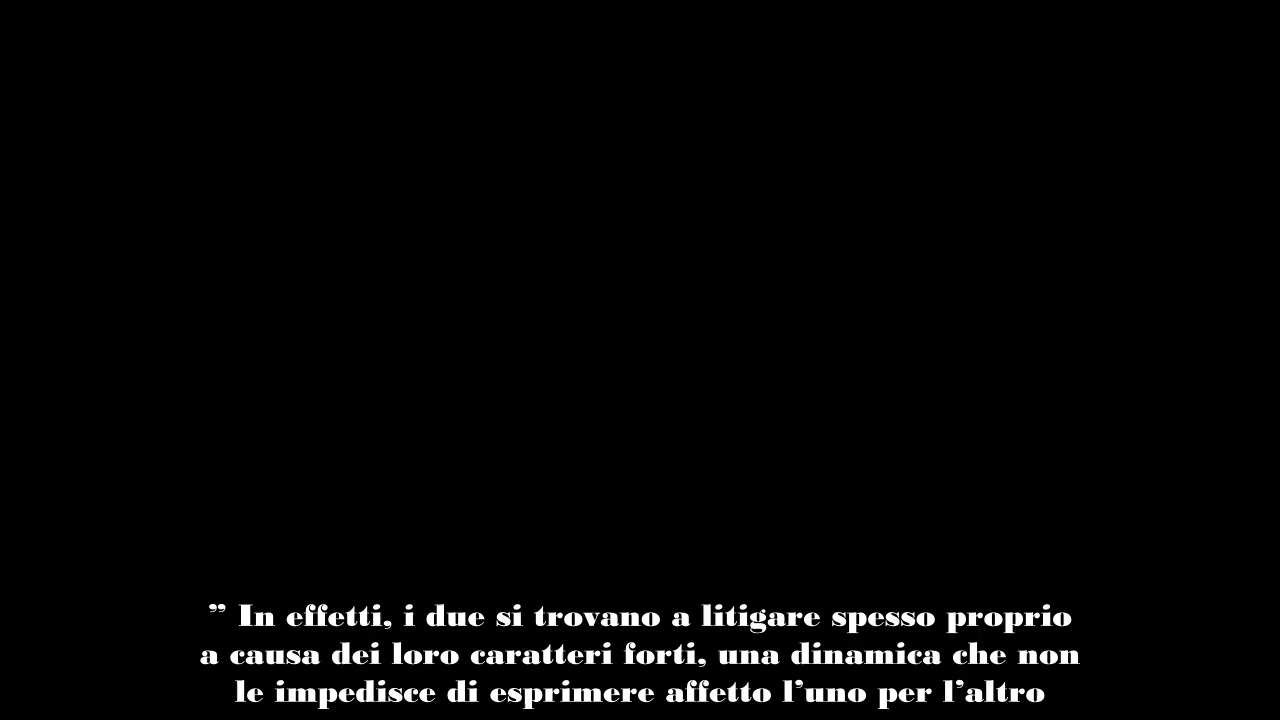 ” In effetti, i due si trovano a litigare spesso proprio
a causa dei loro caratteri forti, una dinamica che non
le impedisce di esprimere affetto l’uno per l’altro